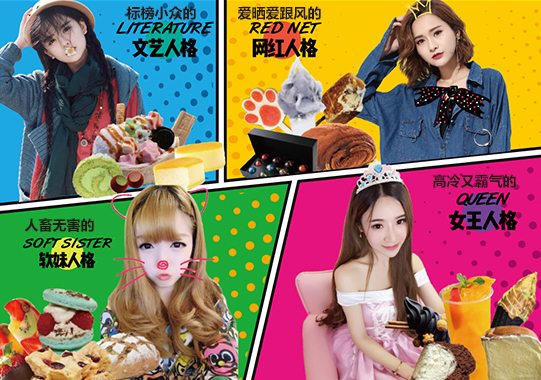 标榜小众的
LITERATURE
文艺人格
爱晒爱跟风的
RED NET
网红人格
人畜无害的
SOFT SISTER
软妹人格
高冷又霸气的
QUEEN
女王人格